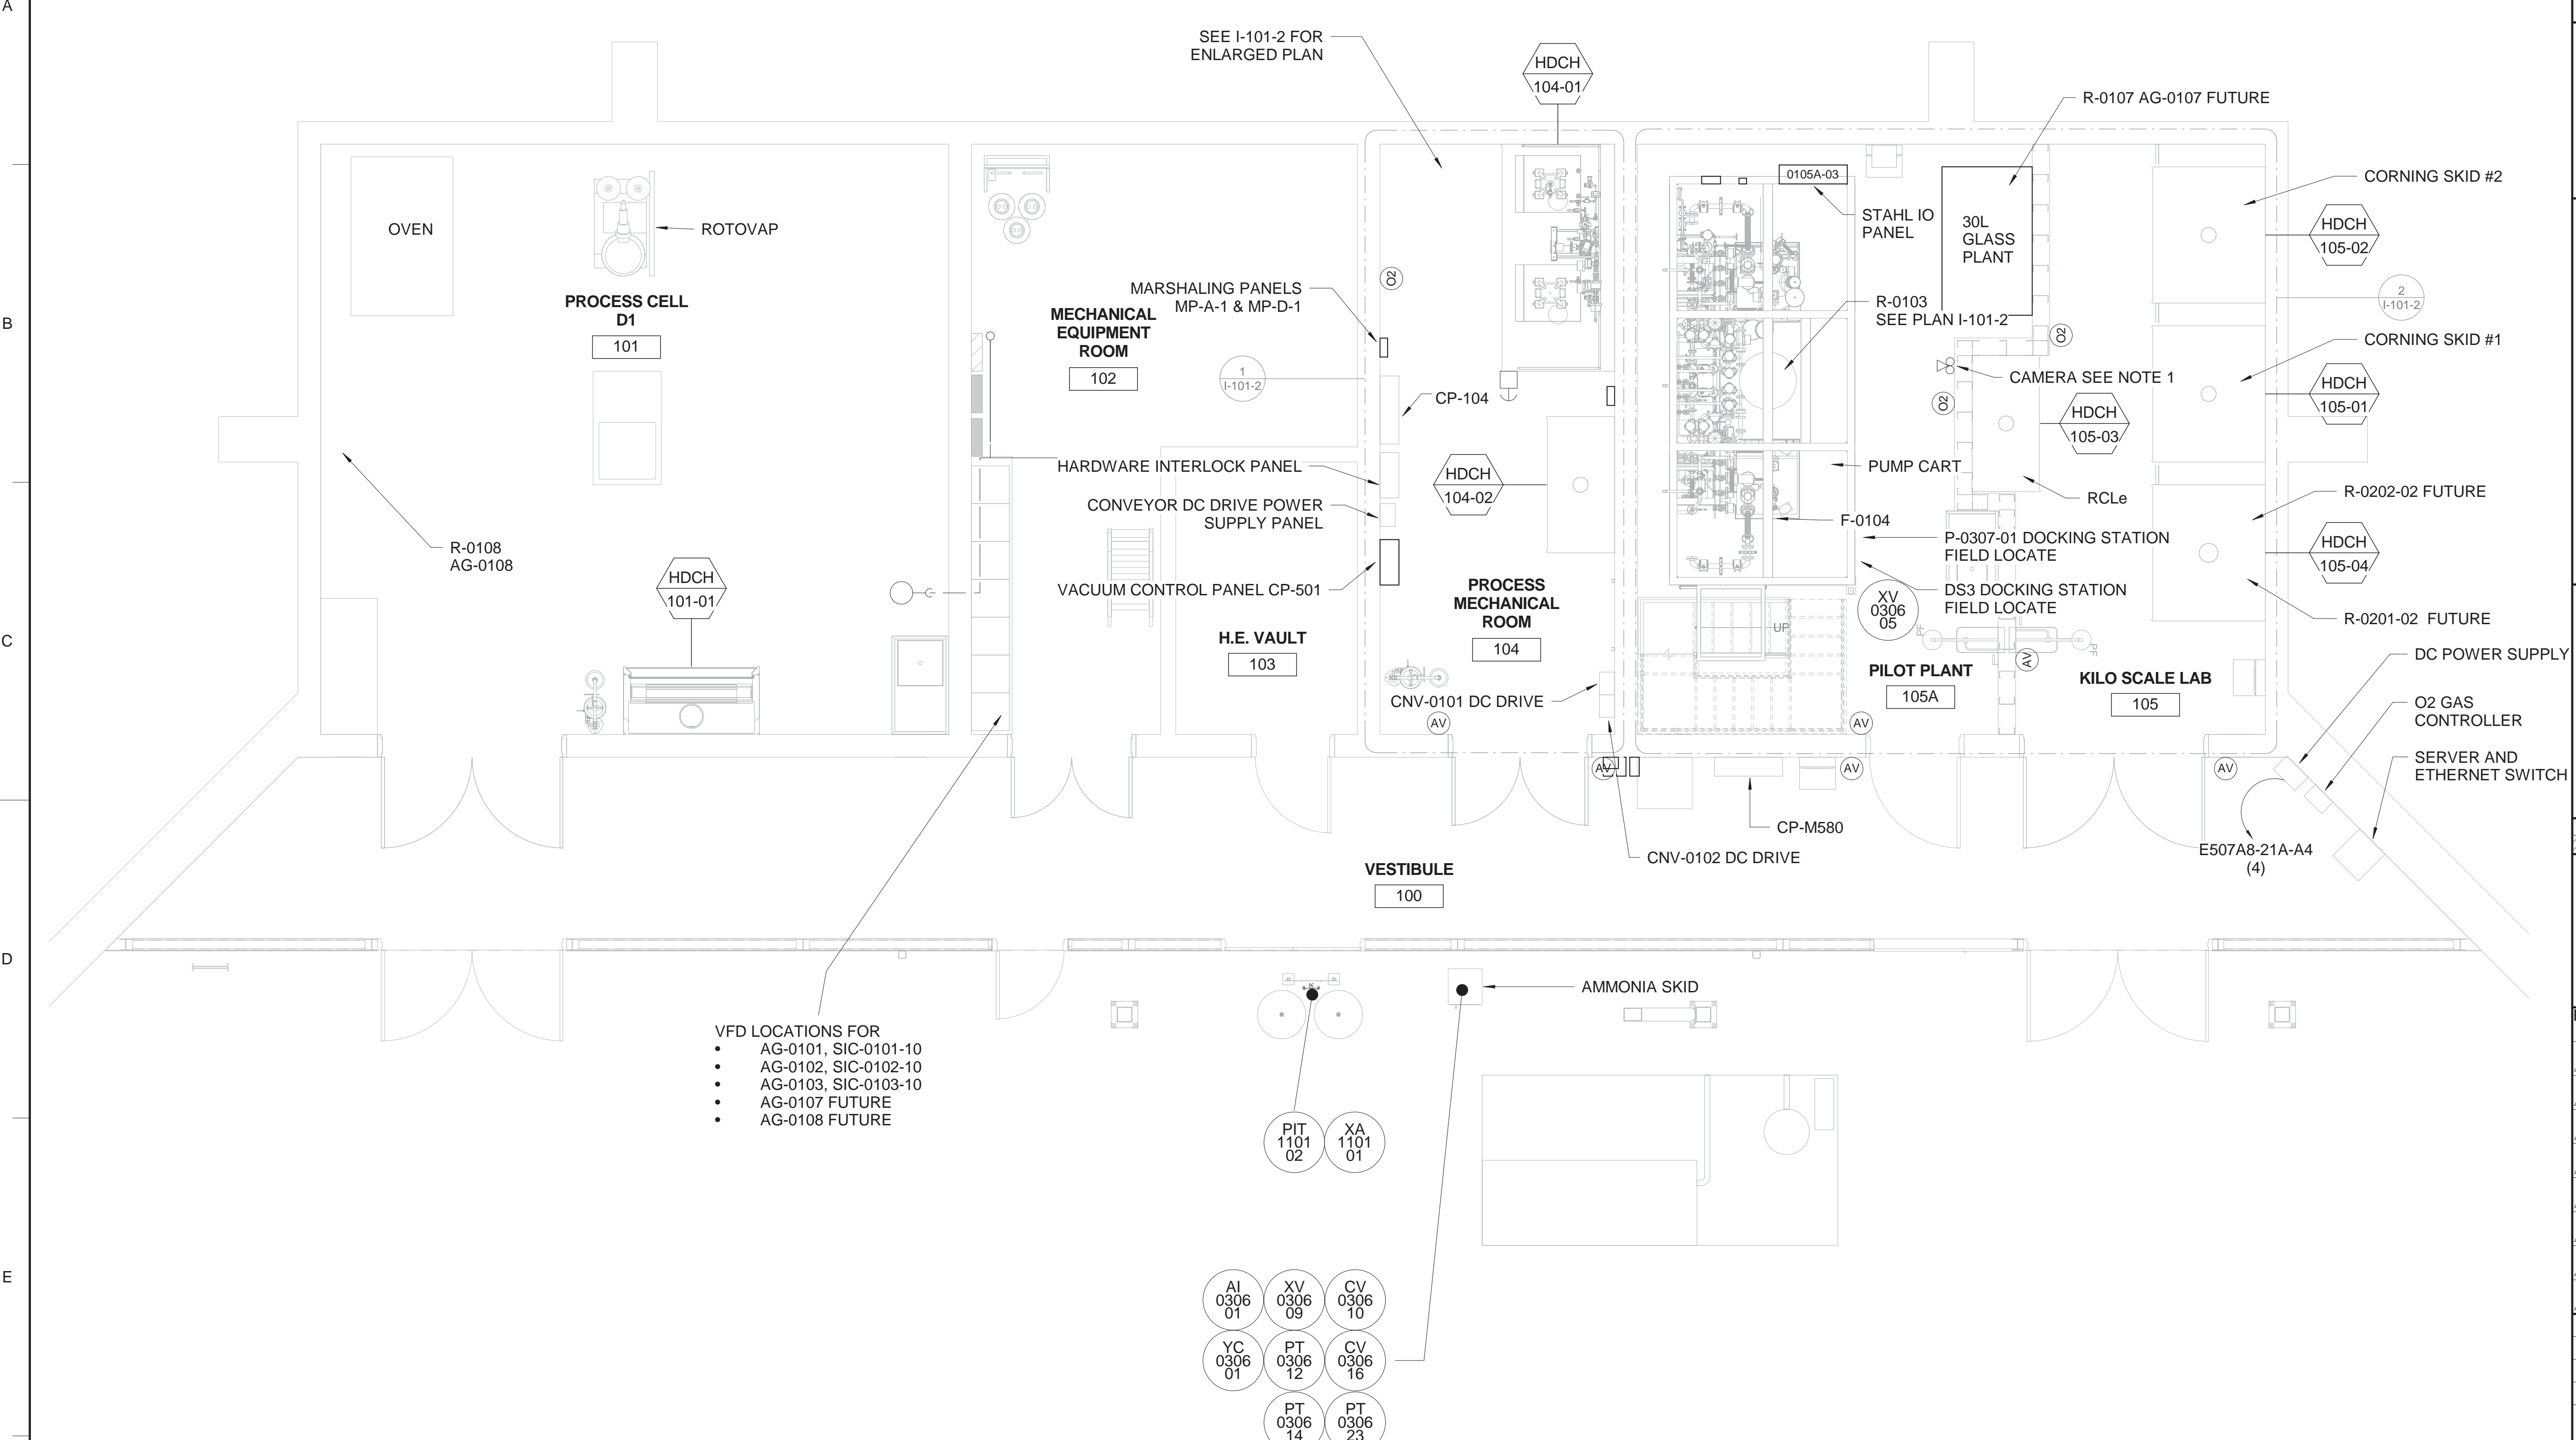 A
B
C
D
E
SEE I-101-2 FOR
ENLARGED PLAN
HDCH
104-01
R-0107 AG-0107 FUTURE
CORNING SKID #2
HDCH
105-02
OVEN
ROTOVAP
PROCESS CELL
D1
101
MECHANICAL
EQUIPMENT
ROOM
102
MARSHALING PANELS
MP-A-1 & MP-D-1
O2
1
I-101-2
0105A-03
STAHL IO
PANEL
30L
GLASS
PLANT
R-0103
SEE PLAN I-101-2
O2
2
I-101-2
CORNING SKID #1
CAMERA SEE NOTE 1
O2
HDCH
105-01
HDCH
105-03
CP-104
HARDWARE INTERLOCK PANEL
HDCH
104-02
PUMP CART
RCLe
R-0202-02 FUTURE
CONVEYOR DC DRIVE POWER
SUPPLY PANEL
F-0104
P-0307-01 DOCKING STATION
FIELD LOCATE
HDCH
105-04
R-0108
AG-0108
HDCH
101-01
VACUUM CONTROL PANEL CP-501
PROCESS
MECHANICAL
ROOM
104
DS3 DOCKING STATION
FIELD LOCATE
XV
0306
05
R-0201-02 FUTURE
UP
PF
PF
H.E. VAULT
103
AV
PILOT PLANT
105A
KILO SCALE LAB
105
DC POWER SUPPLY
CNV-0101 DC DRIVE
AV
AV
O2 GAS
CONTROLLER
AV
AV
AV
SERVER AND
ETHERNET SWITCH
CP-M580
CNV-0102 DC DRIVE
E507A8-21A-A4
(4)
VESTIBULE
100
AMMONIA SKID
VFD LOCATIONS FOR
• AG-0101, SIC-0101-10
• AG-0102, SIC-0102-10
• AG-0103, SIC-0103-10
• AG-0107 FUTURE
• AG-0108 FUTURE
PIT
1101
02
XA
1101
01
AI
0306
01
XV
0306
09
CV
0306
10
YC
0306
01
PT
0306
12
CV
0306
16
PT
0306
14
PT
0306
23